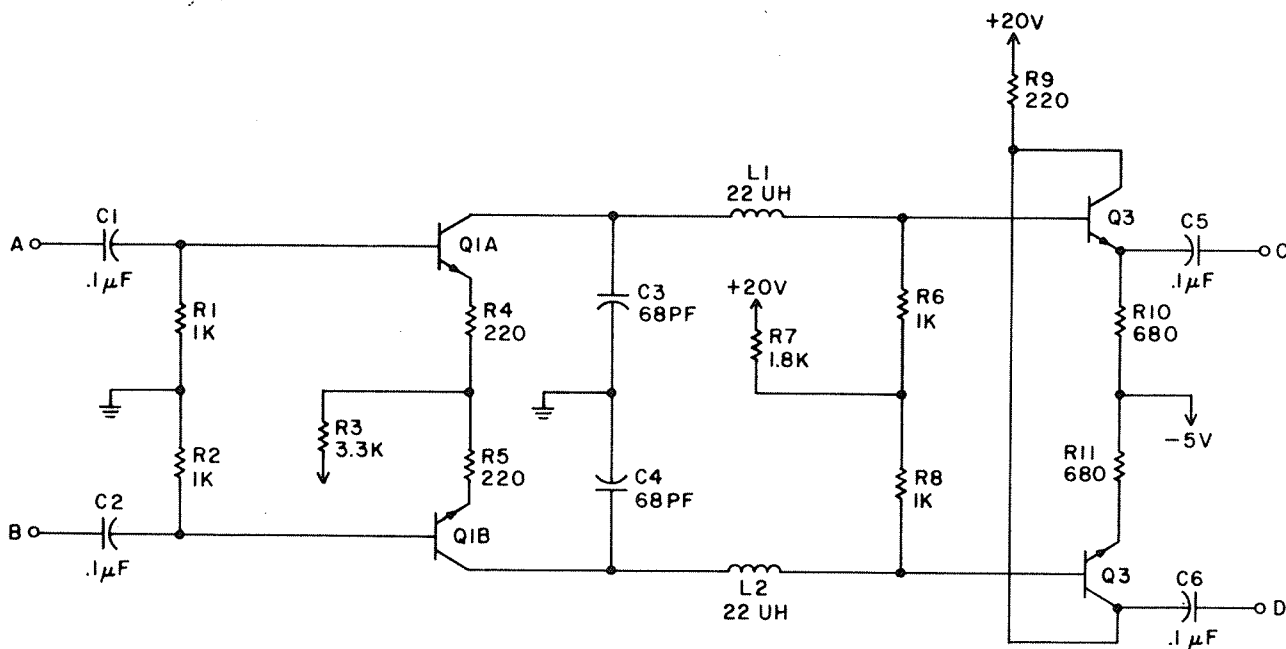 +20V
R9
220
L1
22 UH
C1
A
.1µF
Q1A
Q3
C5
C
.1µF
R1
1K
R4
220
C3
68PF
+20V
R7
1.8K
R6
1K
R10
680
R3
3.3K
R2
1K
R5
220
C4
68PF
R8
1K
-5V
R11
680
C2
B
.1µF
Q1B
L2
22 UH
Q3
C6
D
.1µF